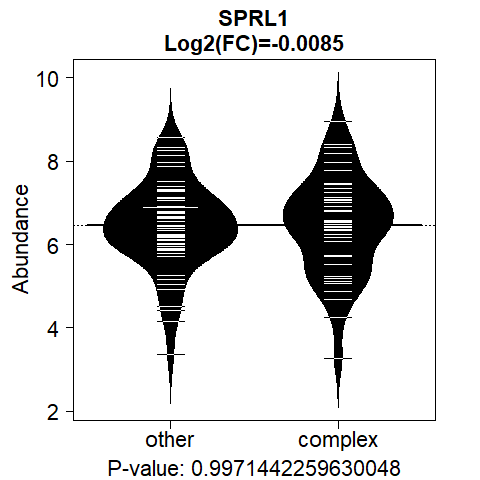 SPRL1
Log2(FC)=-0.0085
Abundance
10
8
6
4
2
other complex
P-value: 0.9971442259630048